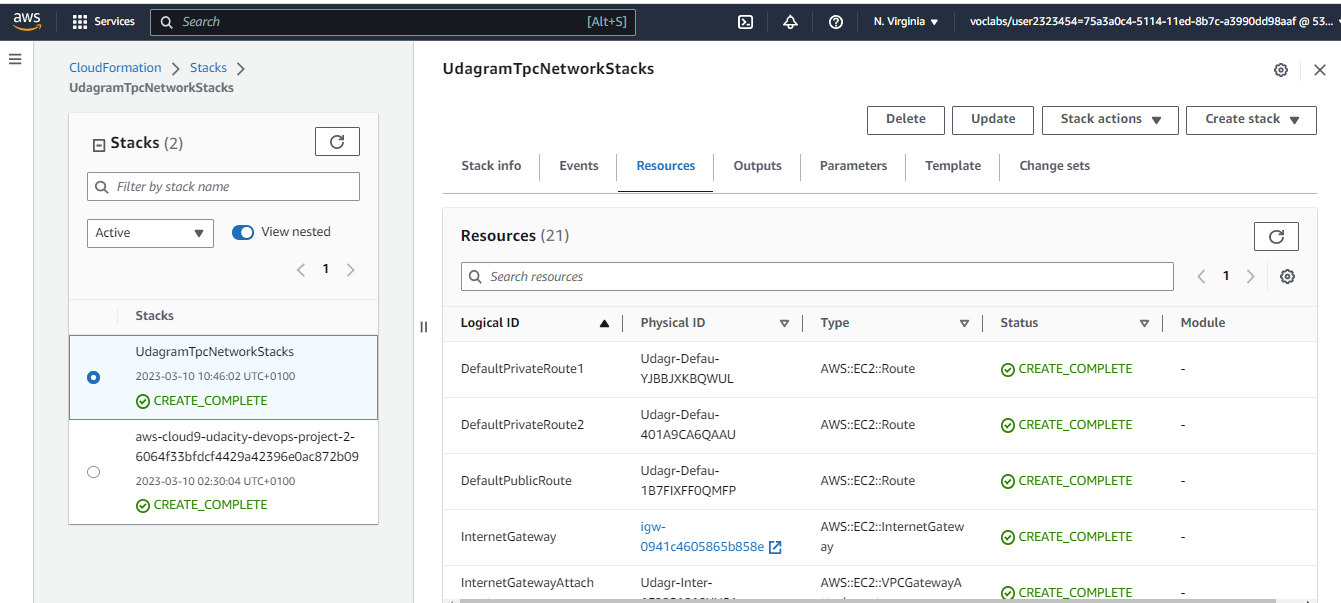 aws
Services
Search
[Alt+S]
N. Virginia
voclabs/user2323454=75a3a0c4-5114-11ed-8b7c-a3990dd98aaf @ 53...
CloudFormation
Stacks
UdagramTpcNetworkStacks
Stacks (2)
Filter by stack name
Active
View nested
1
Stacks
UdagramTpcNetworkStacks
2023-03-10 10:46:02 UTC+0100
CREATE_COMPLETE
aws-cloud9-udacity-devops-project-2-
6064f33bfdcf4429a42396e0ac872b09
2023-03-10 02:30:04 UTC+0100
CREATE_COMPLETE
UdagramTpcNetworkStacks
Delete
Update
Stack actions
Create stack
Stack info
Events
Resources
Outputs
Parameters
Template
Change sets
Resources (21)
Search resources
1
Logical ID
Physical ID
Type
Status
Module
DefaultPrivateRoute1
Udagr-Defau-
YJBBJXKBQWUL
AWS::EC2::Route
CREATE_COMPLETE
-
DefaultPrivateRoute2
Udagr-Defau-
401A9CA6QAAU
AWS::EC2::Route
CREATE_COMPLETE
-
DefaultPublicRoute
Udagr-Defau-
1B7FIXFF0QMFP
AWS::EC2::Route
CREATE_COMPLETE
-
InternetGateway
igw-
0941c4605865b858e
AWS::EC2::InternetGatew
ay
CREATE_COMPLETE
-
InternetGatewayAttach
Udagr-Inter-
AWS::EC2::VPCGatewayA
CREATE_COMPLETE
-